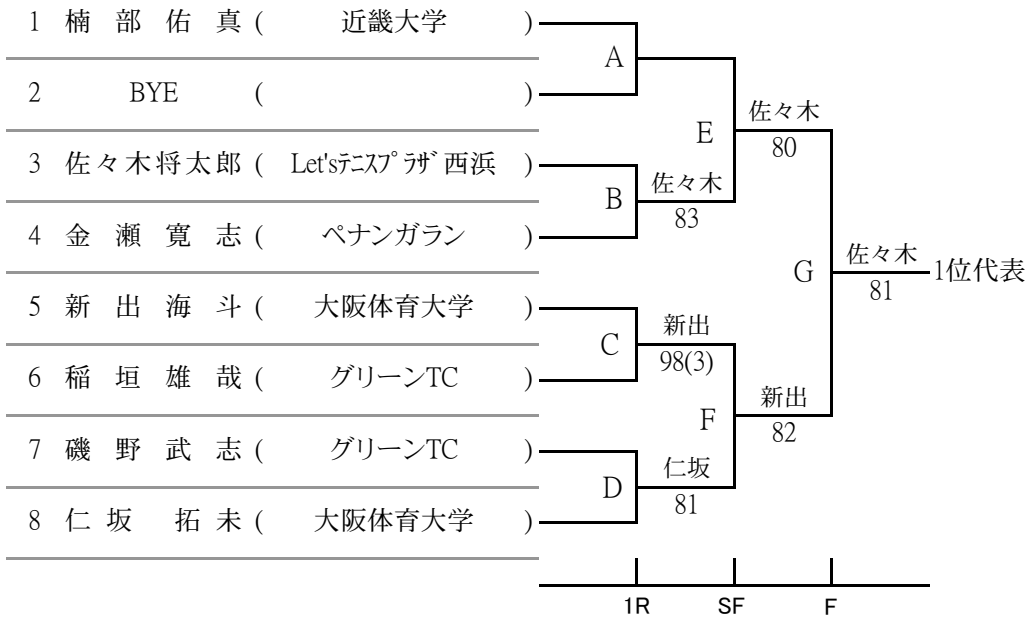 1 楠部佑真 ( 近畿大学 )
A
2 BYE ( )
佐々木
E
80
3 佐々木将太郎 ( Let'sﾃﾆｽﾌﾟﾗｻﾞ西浜 )
佐々木
B
83
4 金瀬寛志 ( ペナンガラン )
佐々木
G
1位代表
81
5 新出海斗 ( 大阪体育大学 )
新出
C
98(3)
6 稲垣雄哉 ( グリーンTC )
新出
F
82
7 磯野武志 ( グリーンTC )
仁坂
D
81
8 仁坂 拓未 ( 大阪体育大学 )
1R SF F